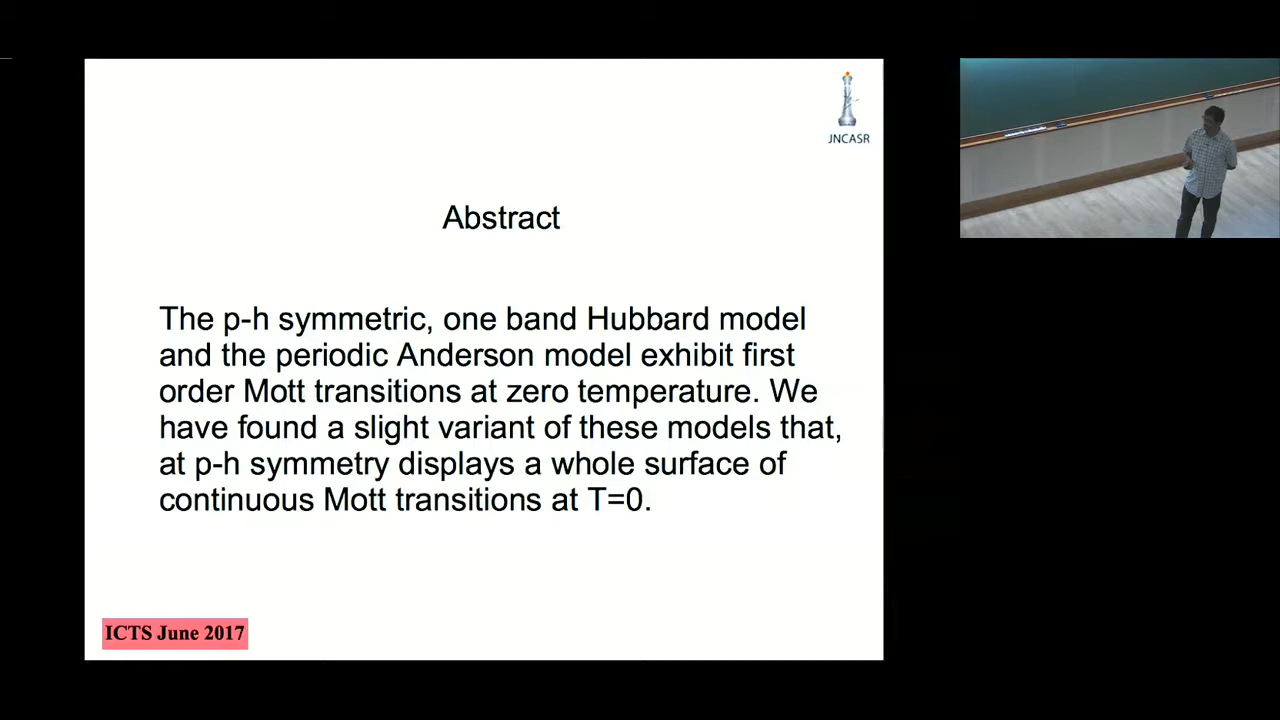 JNCASR
Abstract
The p-h symmetric, one band Hubbard model
and the periodic Anderson model exhibit first
order Mott transitions at zero temperature. We
have found a slight variant of these models that,
at p-h symmetry displays a whole surface of
continuous Mott transitions at T=0.
ICTS June 2017